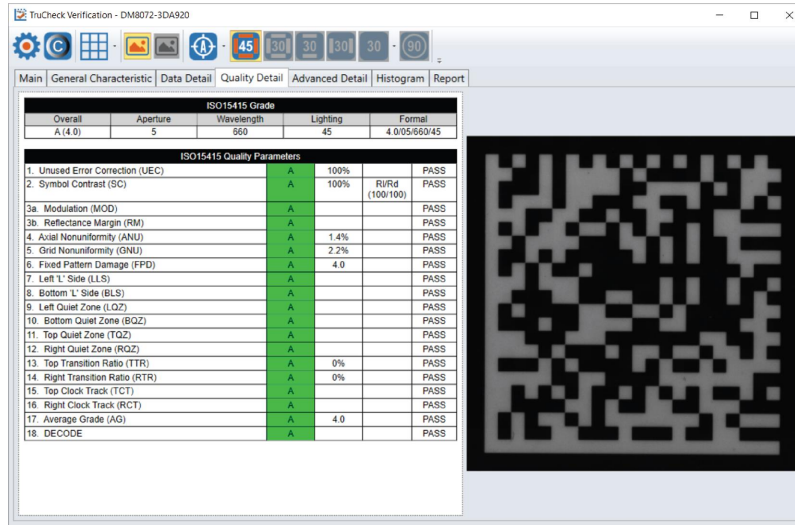 TruCheck Verification - DM8072-3DA920
C A 45 30 30 30 30 90
Main General Characteristic Data Detail Quality Detail Advanced Detail Histogram Report
ISO15415 Grade
Overall Aperture Wavelength Lighting Formal
A (4.0) 5 660 45 4.0/05/660/45
ISO15415 Quality Parameters
1. Unused Error Correction (UEC) A 100% PASS
2. Symbol Contrast (SC) A 100% Rl/Rd PASS
(100/100)
3a. Modulation (MOD) A PASS
3b. Reflectance Margin (RM) A PASS
4. Axial Nonuniformity (ANU) A 1.4% PASS
5. Grid Nonuniformity (GNU) A 2.2% PASS
6. Fixed Pattern Damage (FPD) A 4.0 PASS
7. Left 'L' Side (LLS) A PASS
8. Bottom 'L' Side (BLS) A PASS
9. Left Quiet Zone (LQZ) A PASS
10. Bottom Quiet Zone (BQZ) A PASS
11. Top Quiet Zone (TQZ) A PASS
12. Right Quiet Zone (RQZ) A PASS
13. Top Transition Ratio (TTR) A 0% PASS
14. Right Transition Ratio (RTR) A 0% PASS
15. Top Clock Track (TCT) A PASS
16. Right Clock Track (RCT) A PASS
17. Average Grade (AG) A 4.0 PASS
18. DECODE A PASS